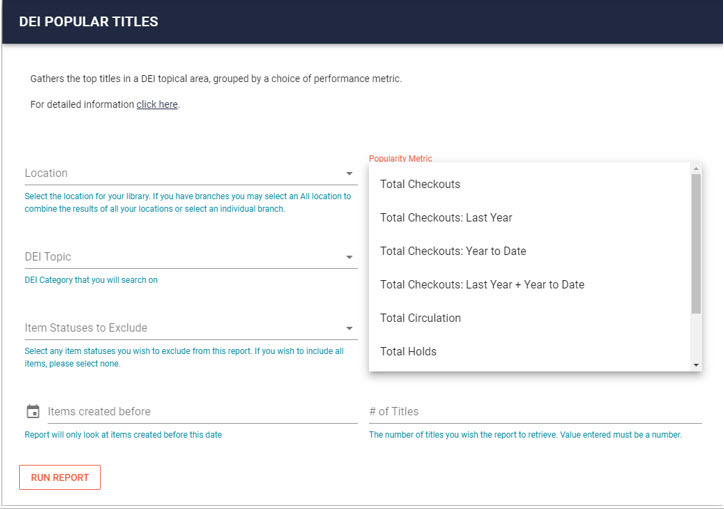 DEI POPULAR TITLES
Gathers the top titles in a DEI topical area, grouped by a choice of performance metric.
For detailed information click here.
Location
Select the location for your library. If you have branches you may select an All location to
combine the results of all your locations or select an individual branch.
DEI Topic
DEI Category that you will search on
Item Statuses to Exclude
Select any item statuses you wish to exclude from this report. If you wish to include all
items, please select none.
Items created before
Report will only look at items created before this date
Popularity Metric
Total Checkouts
Total Checkouts: Last Year
Total Checkouts: Year to Date
Total Checkouts: Last Year + Year to Date
Total Circulation
Total Holds
# of Titles
The number of titles you wish the report to retrieve. Value entered must be a number.
RUN REPORT